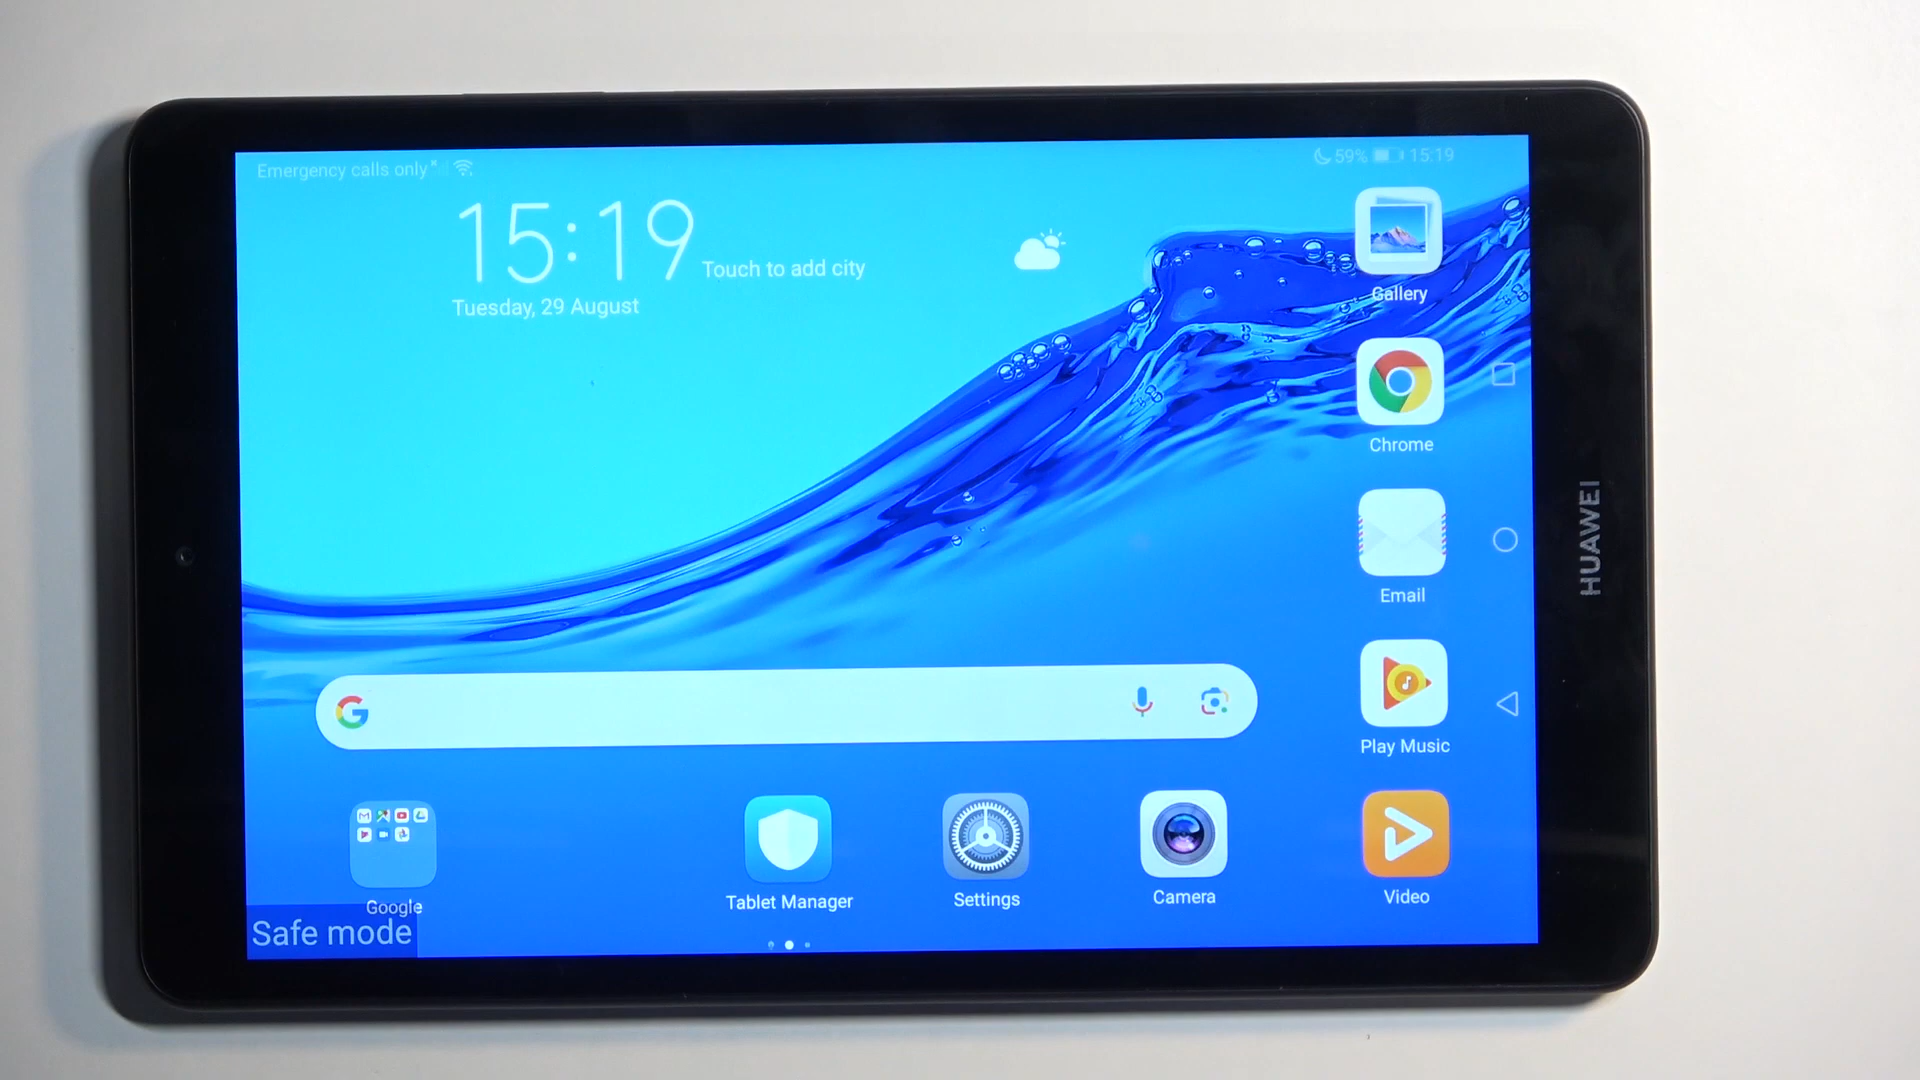 Emergency calls only
59% 15:19
15:19
Touch to add city
Tuesday, 29 August
Gallery
Chrome
Email
Play Music
Google
Tablet Manager
Settings
Camera
Video
Safe mode
HUAWEI